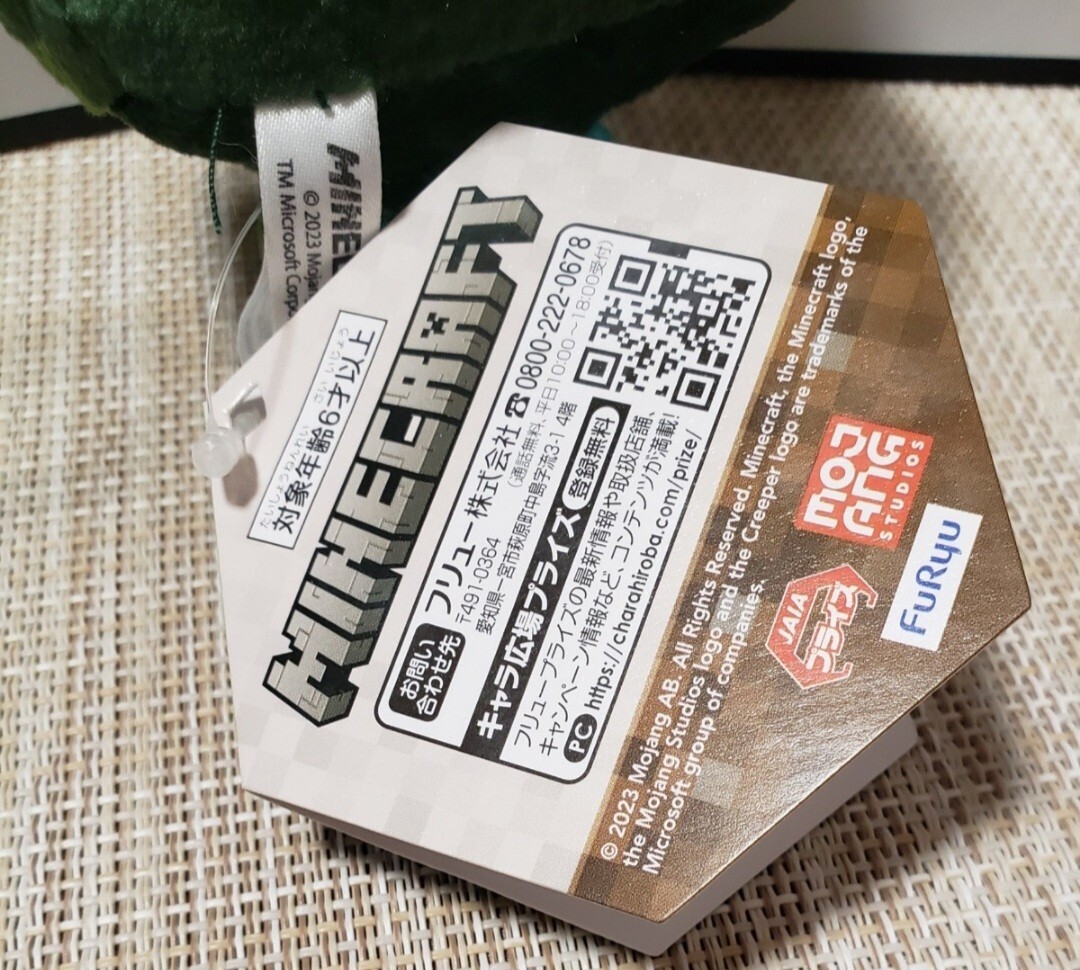 MINEC
© 2023 Mojan
TM Microsoft Corpo
たいしょうねんれい さい いじょう
対象年齢6才以上
MINECRAFT
お問い
合わせ先
フリュー株式会社 ☎0800-222-0678
(通話無料、平日10:00~18:00受付)
〒491-0364
愛知県一宮市萩原町中島字流3-1 4階
キャラ広場プライズ 登録無料
フリュープライズの最新情報や取扱店舗、
キャンペーン情報など、コンテンツが満載!
PC https://charahiroba.com/prize/
© 2023 Mojang AB. All Rights Reserved. Minecraft, the Minecraft logo,
the Mojang Studios logo and the Creeper logo are trademarks of the
Microsoft group of companies.
MOJ
ANG
STUDIOS
JAIA
プライズ
FuRyu